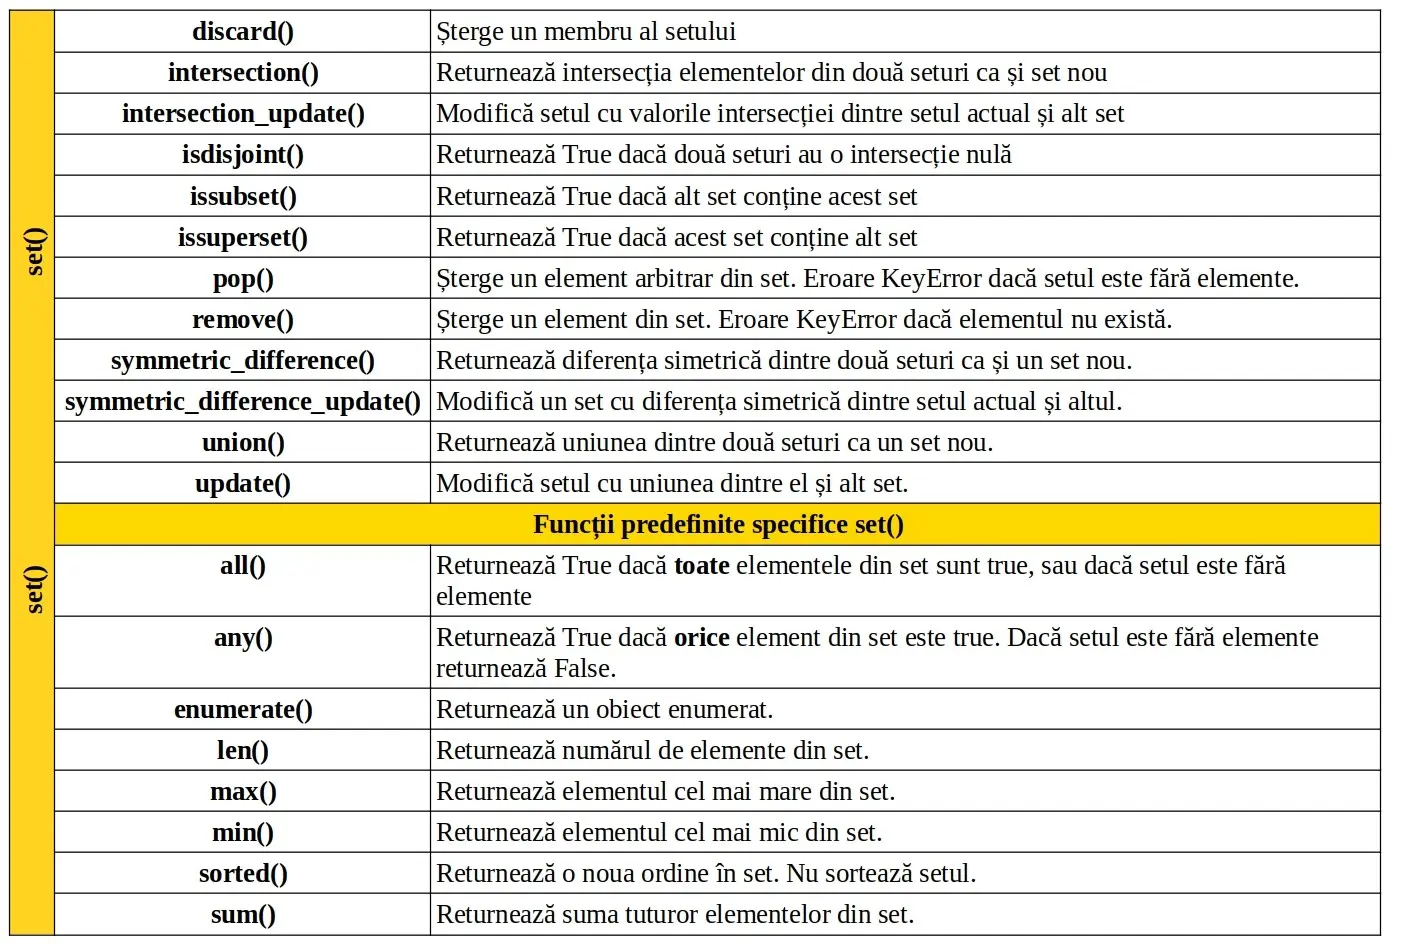 set()
discard() Șterge un membru al setului
intersection() Returnează intersecția elementelor din două seturi ca și set nou
intersection_update() Modifică setul cu valorile intersecției dintre setul actual și alt set
isdisjoint() Returnează True dacă două seturi au o intersecție nulă
issubset() Returnează True dacă alt set conține acest set
issuperset() Returnează True dacă acest set conține alt set
pop() Șterge un element arbitrar din set. Eroare KeyError dacă setul este fără elemente.
remove() Șterge un element din set. Eroare KeyError dacă elementul nu există.
symmetric_difference() Returnează diferența simetrică dintre două seturi ca și un set nou.
symmetric_difference_update() Modifică un set cu diferența simetrică dintre setul actual și altul.
union() Returnează uniunea dintre două seturi ca un set nou.
update() Modifică setul cu uniunea dintre el și alt set.
Funcții predefinite specifice set()
set()
all() Returnează True dacă toate elementele din set sunt true, sau dacă setul este fără
elemente
any() Returnează True dacă orice element din set este true. Dacă setul este fără elemente
returnează False.
enumerate() Returnează un obiect enumerat.
len() Returnează numărul de elemente din set.
max() Returnează elementul cel mai mare din set.
min() Returnează elementul cel mai mic din set.
sorted() Returnează o noua ordine în set. Nu sortează setul.
sum() Returnează suma tuturor elementelor din set.